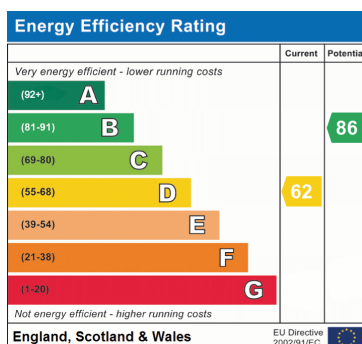 Energy Efficiency Rating
Current Potentia
Very energy efficient - lower running costs
(92+) A
(81-91) B 86
(69-80) C
(55-68) D 62
(39-54) E
(21-38) F
(1-20) G
Not energy efficient - higher running costs
England, Scotland & Wales
EU Directive
2002/91/EC